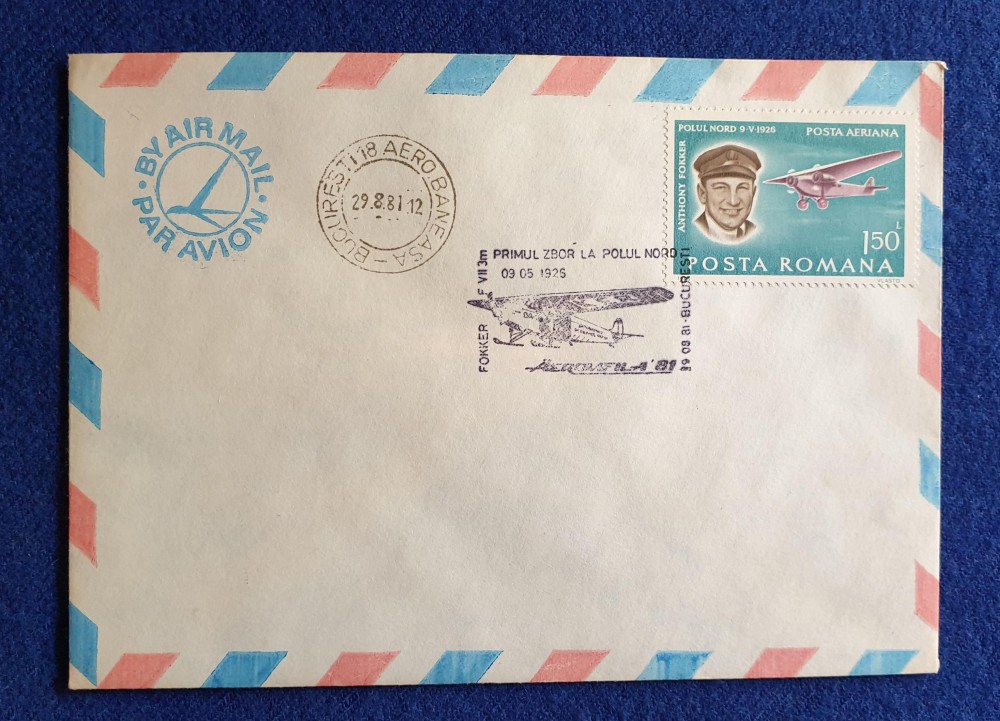 · BY AIR MAIL ·
PAR AVION
BUCUREȘTI 18 AERO BANEASA -
29.8.81.12
FOKKER F VII 3m
PRIMUL ZBOR LA POLUL NORD
09 05 1926
AEROMFILA '81
29 08 81 · BUCUREȘTI
POLUL NORD 9·V·1926
POSTA AERIANA
ANTHONY FOKKER
L
1,50
POSTA ROMANA